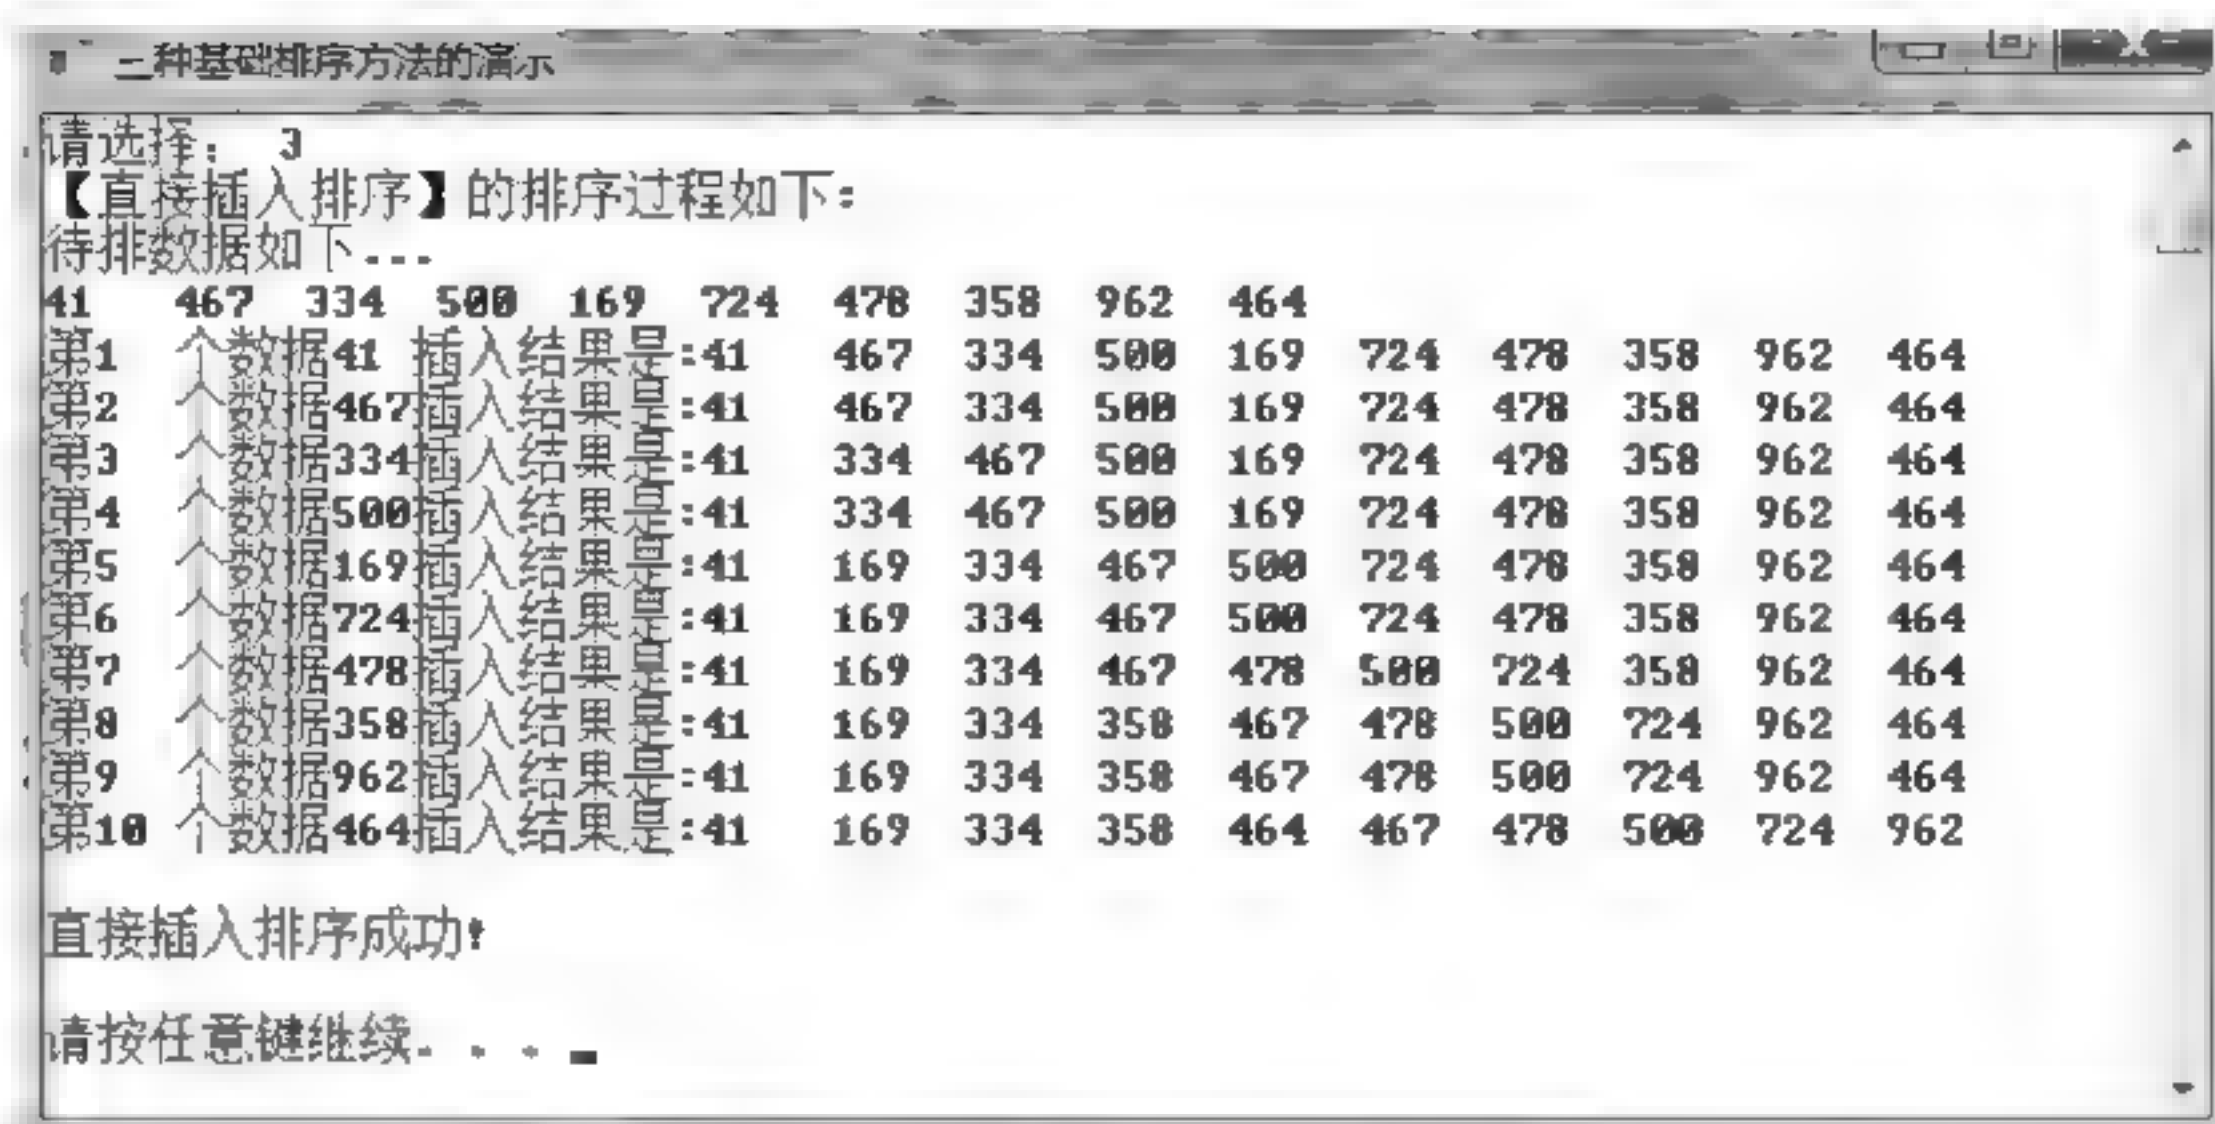 三种基础排序方法的演示
请选择： 3
【直接插入排序】的排序过程如下：
待排数据如下...
41 467 334 500 169 724 478 358 962 464
第1 个数据41 插入结果是:41 467 334 500 169 724 478 358 962 464
第2 个数据467插入结果是:41 467 334 500 169 724 478 358 962 464
第3 个数据334插入结果是:41 334 467 500 169 724 478 358 962 464
第4 个数据500插入结果是:41 334 467 500 169 724 478 358 962 464
第5 个数据169插入结果是:41 169 334 467 500 724 478 358 962 464
第6 个数据724插入结果是:41 169 334 467 500 724 478 358 962 464
第7 个数据478插入结果是:41 169 334 467 478 500 724 358 962 464
第8 个数据358插入结果是:41 169 334 358 467 478 500 724 962 464
第9 个数据962插入结果是:41 169 334 358 467 478 500 724 962 464
第10 个数据464插入结果是:41 169 334 358 464 467 478 500 724 962
直接插入排序成功!
请按任意键继续. . . _